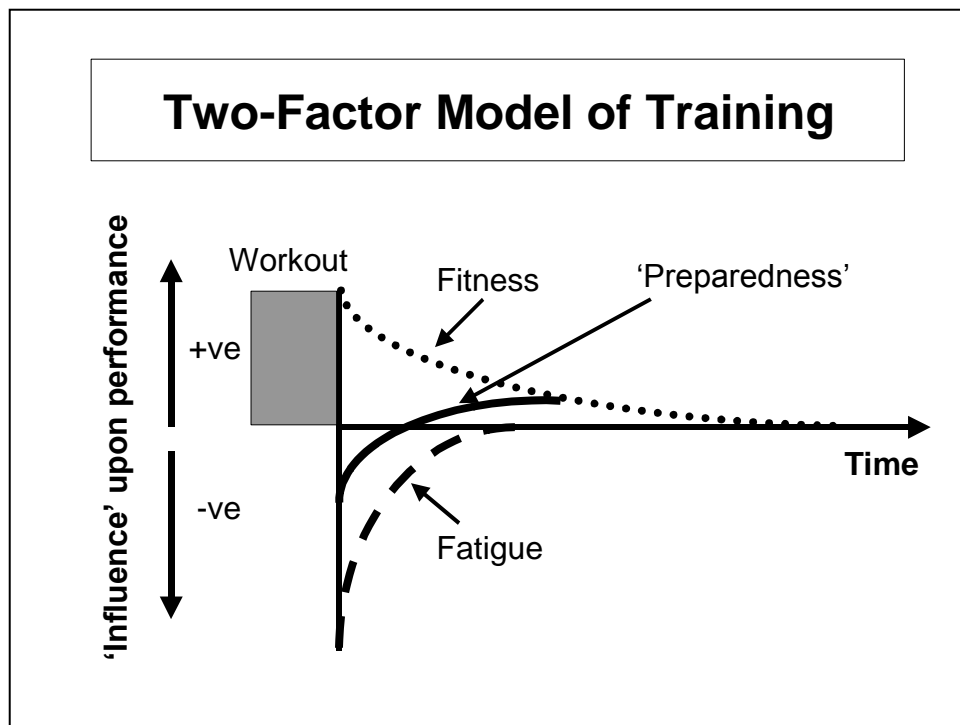 Two-Factor Model of Training
‘Influence’ upon performance
Workout
Fitness
‘Preparedness’
+ve
Time
-ve
Fatigue